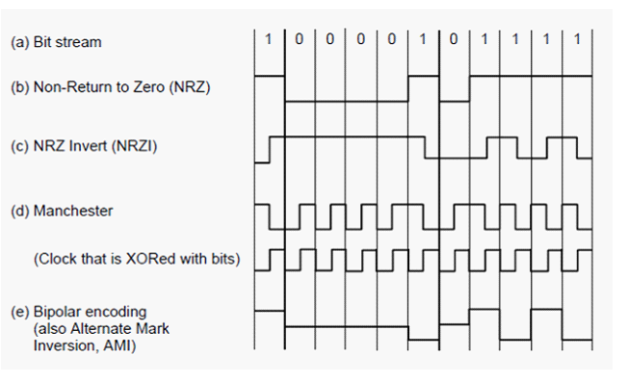 (a) Bit stream 1 0 0 0 0 1 0 1 1 1 1
(b) Non-Return to Zero (NRZ)
(c) NRZ Invert (NRZI)
(d) Manchester
(Clock that is XORed with bits)
(e) Bipolar encoding
(also Alternate Mark
Inversion, AMI)